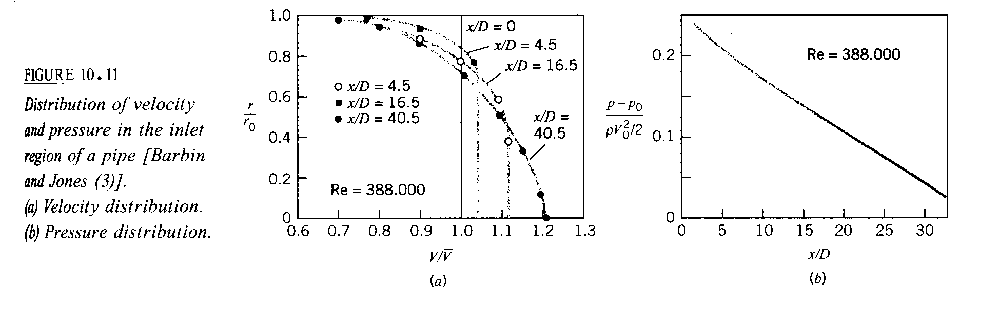 FIGURE 10.11
Distribution of velocity
and pressure in the inlet
region of a pipe [Barbin
and Jones (3)].
(a) Velocity distribution.
(b) Pressure distribution.
1.0
0.8
0.6
0.4
0.2
0
r
r0
x/D = 0
x/D = 4.5
x/D = 16.5
x/D = 4.5
x/D = 16.5
x/D = 40.5
x/D =
40.5
Re = 388.000
0.6 0.7 0.8 0.9 1.0 1.1 1.2 1.3
V/V̅
(a)
0.2
0.1
0
p – p0
ρV0²/2
Re = 388.000
0 5 10 15 20 25 30
x/D
(b)